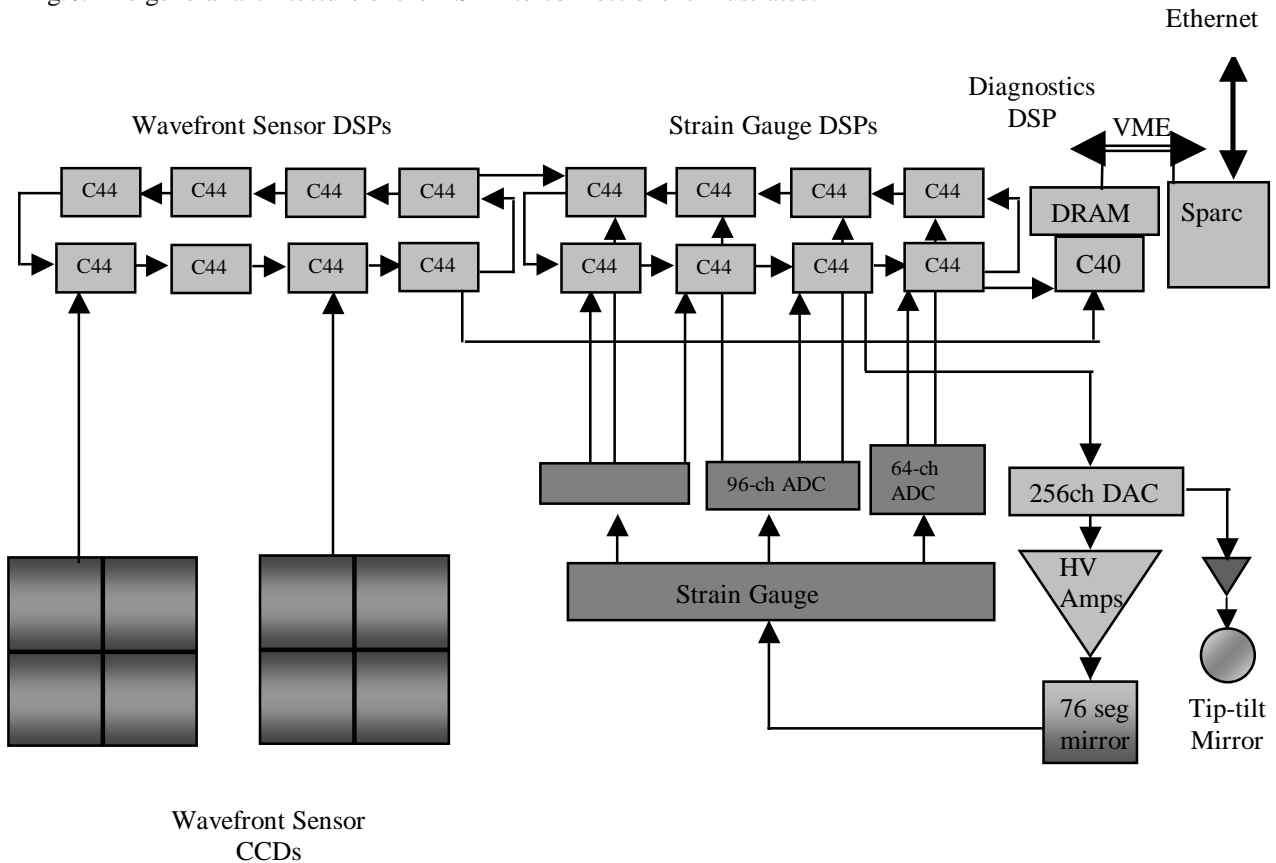 Ethernet
Diagnostics
DSP
VME
Wavefront Sensor DSPs
Strain Gauge DSPs
C44 C44 C44 C44 C44 C44 C44 C44
DRAM
Sparc
C44 C44 C44 C44 C44 C44 C44 C44
C40
96-ch ADC
64-ch
ADC
256ch DAC
HV
Amps
Strain Gauge
76 seg
mirror
Tip-tilt
Mirror
Wavefront Sensor
CCDs